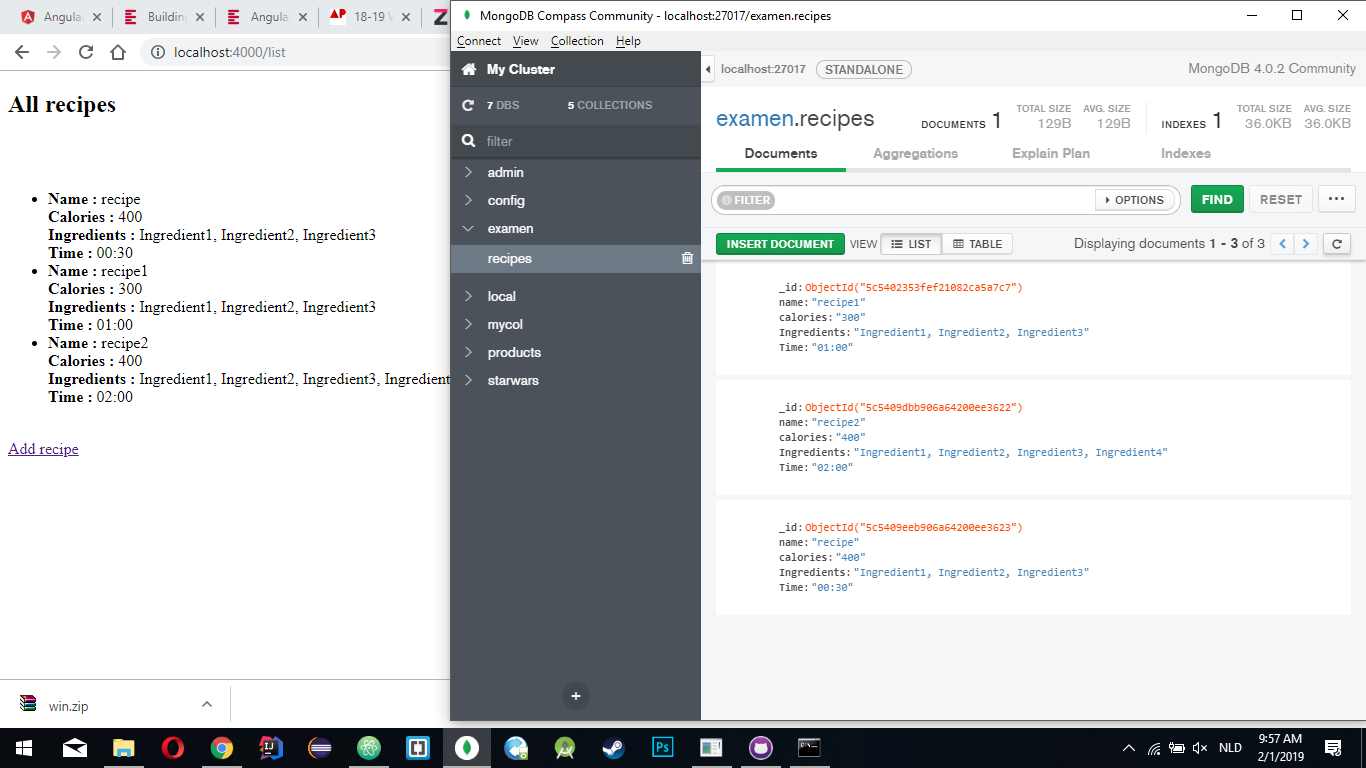 Angula
Buildin
Angula
18-19 V
localhost:4000/list
All recipes
Name : recipe
Calories : 400
Ingredients : Ingredient1, Ingredient2, Ingredient3
Time : 00:30
Name : recipe1
Calories : 300
Ingredients : Ingredient1, Ingredient2, Ingredient3
Time : 01:00
Name : recipe2
Calories : 400
Ingredients : Ingredient1, Ingredient2, Ingredient3, Ingredient
Time : 02:00
Add recipe
win.zip
MongoDB Compass Community - localhost:27017/examen.recipes
Connect View Collection Help
My Cluster
7 DBS 5 COLLECTIONS
filter
admin
config
examen
recipes
local
mycol
products
starwars
+
localhost:27017 STANDALONE MongoDB 4.0.2 Community
examen.recipes
DOCUMENTS 1
TOTAL SIZE
129B
AVG. SIZE
129B
INDEXES 1
TOTAL SIZE
36.0KB
AVG. SIZE
36.0KB
Documents Aggregations Explain Plan Indexes
FILTER OPTIONS FIND RESET ...
INSERT DOCUMENT VIEW LIST TABLE Displaying documents 1 - 3 of 3
_id: ObjectId("5c5402353fef21082ca5a7c7")
name: "recipe1"
calories: "300"
Ingredients: "Ingredient1, Ingredient2, Ingredient3"
Time: "01:00"
_id: ObjectId("5c5409dbb906a64200ee3622")
name: "recipe2"
calories: "400"
Ingredients: "Ingredient1, Ingredient2, Ingredient3, Ingredient4"
Time: "02:00"
_id: ObjectId("5c5409eeb906a64200ee3623")
name: "recipe"
calories: "400"
Ingredients: "Ingredient1, Ingredient2, Ingredient3"
Time: "00:30"
NLD
9:57 AM
2/1/2019